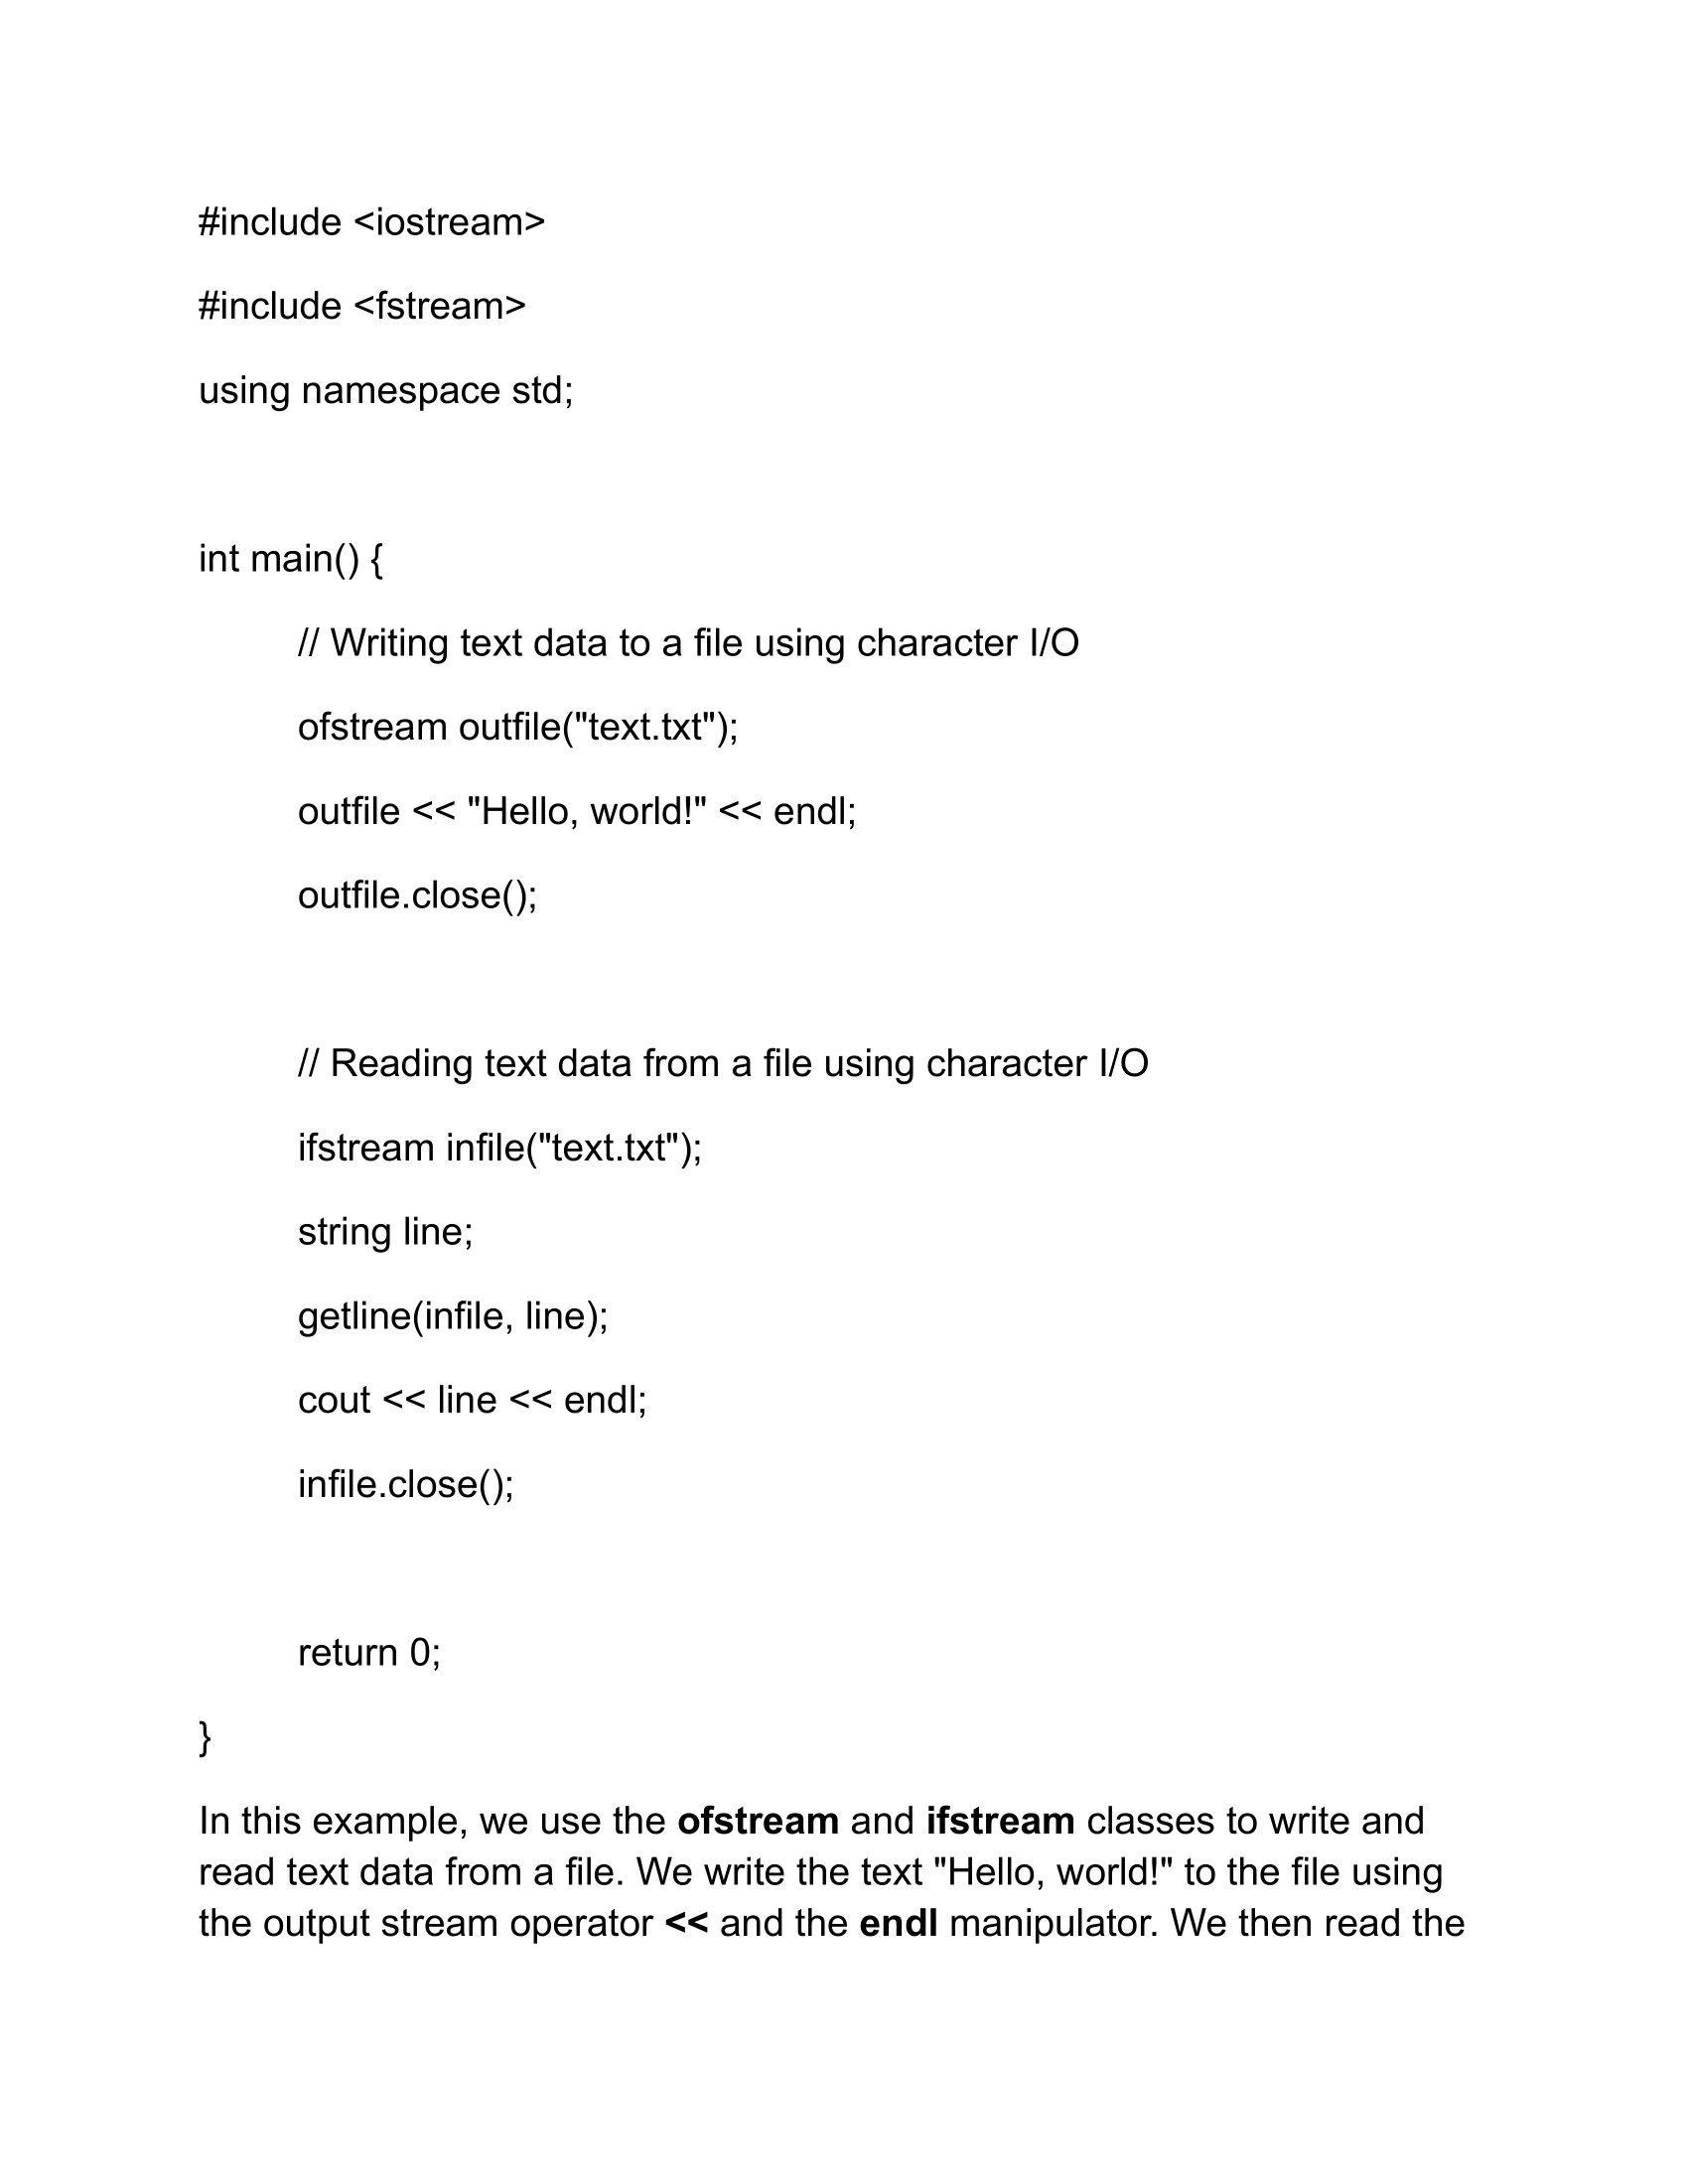 #include <iostream>
#include <fstream>
using namespace std;
int main() {
// Writing text data to a file using character I/O
ofstream outfile("text.txt");
outfile << "Hello, world!" << endl;
outfile.close();
// Reading text data from a file using character I/O
ifstream infile("text.txt");
string line;
getline(infile, line);
cout << line << endl;
infile.close();
return 0;
}
In this example, we use the ofstream and ifstream classes to write and
read text data from a file. We write the text "Hello, world!" to the file using
the output stream operator << and the endl manipulator. We then read the